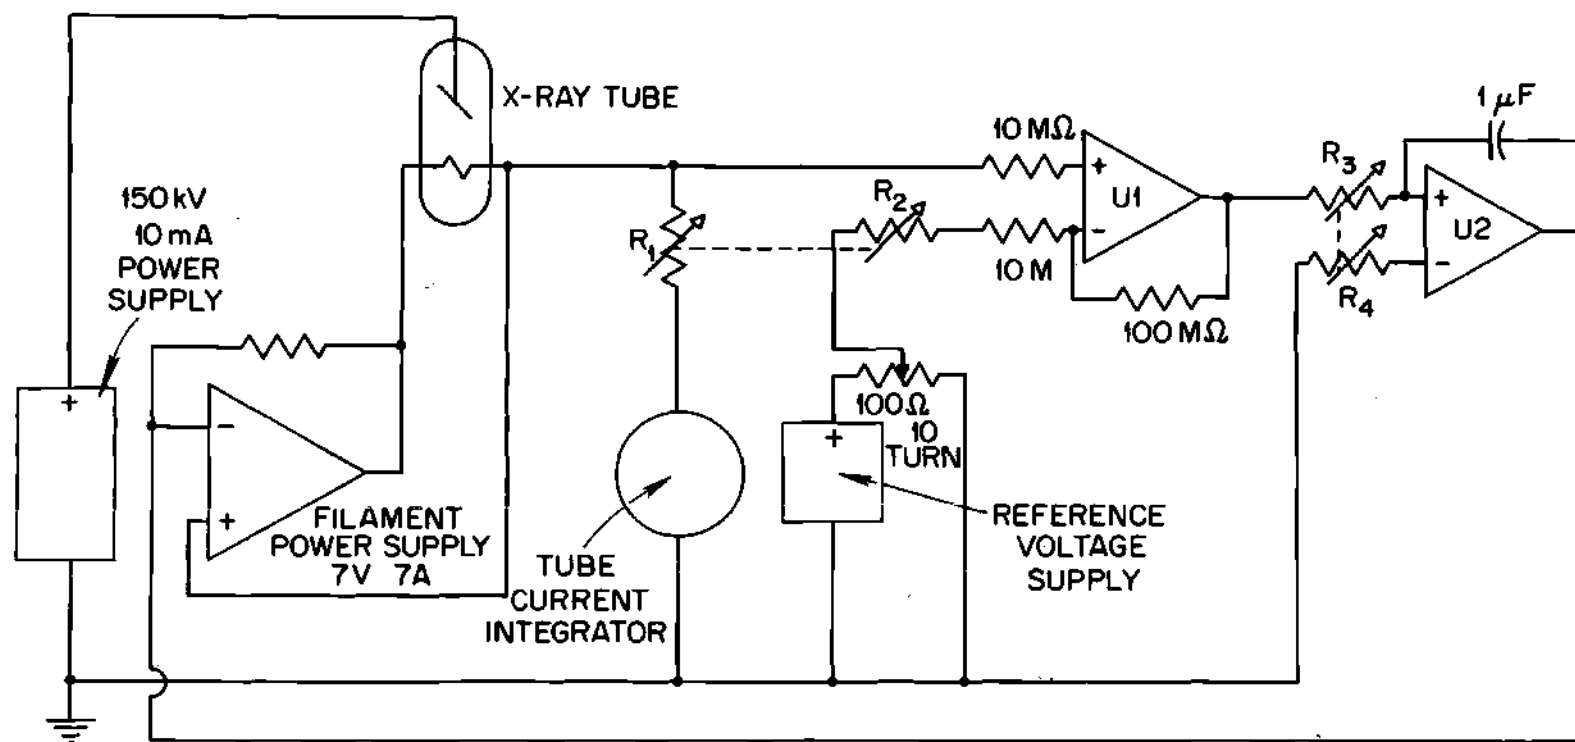 X-RAY TUBE
150 kV
10 mA
POWER
SUPPLY
+
-
+
FILAMENT
POWER SUPPLY
7V 7A
R1
TUBE
CURRENT
INTEGRATOR
R2
10 MΩ
10 M
+
-
U1
100 MΩ
100 Ω
10
TURN
+
REFERENCE
VOLTAGE
SUPPLY
1 μF
R3
R4
+
-
U2